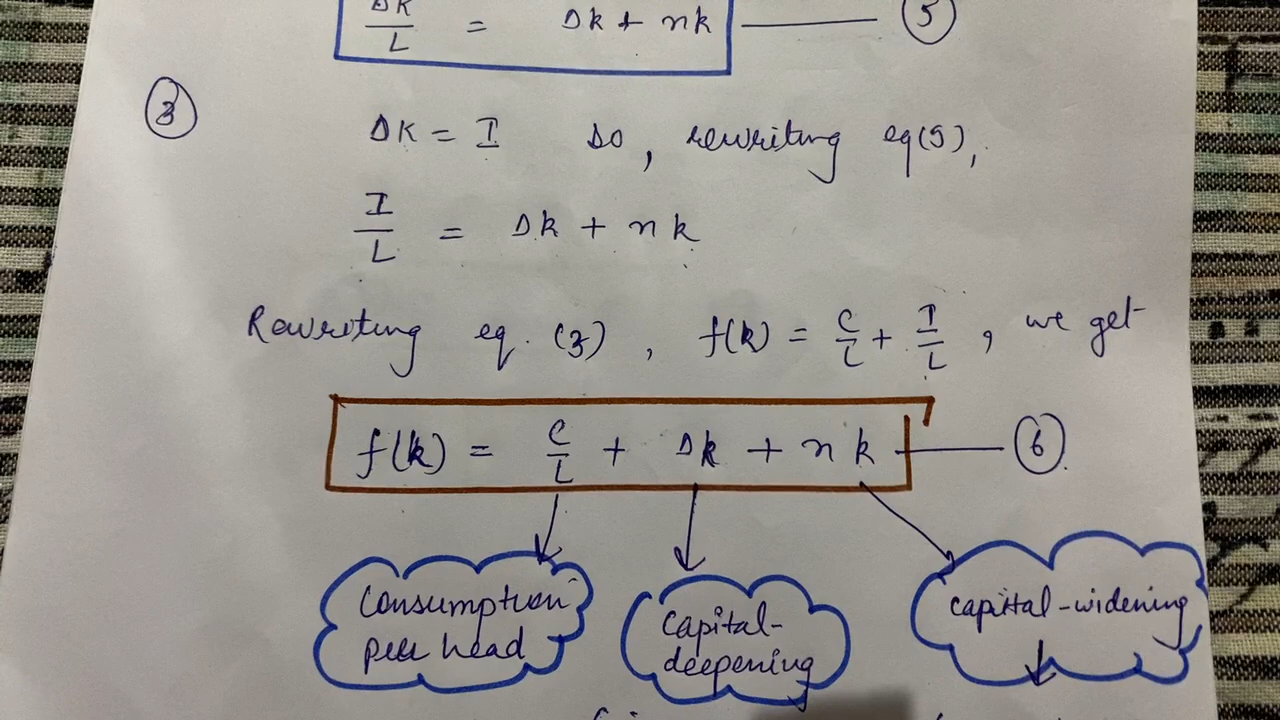 ΔK/L = Δk + nk — (5)
(3)
ΔK = I so, rewriting eq(5),
I/L = Δk + nk
Rewriting eq. (3), f(k) = C/L + I/L, we get
f(k) = C/L + Δk + nk — (6)
Consumption per head
Capital-deepening
capital-widening